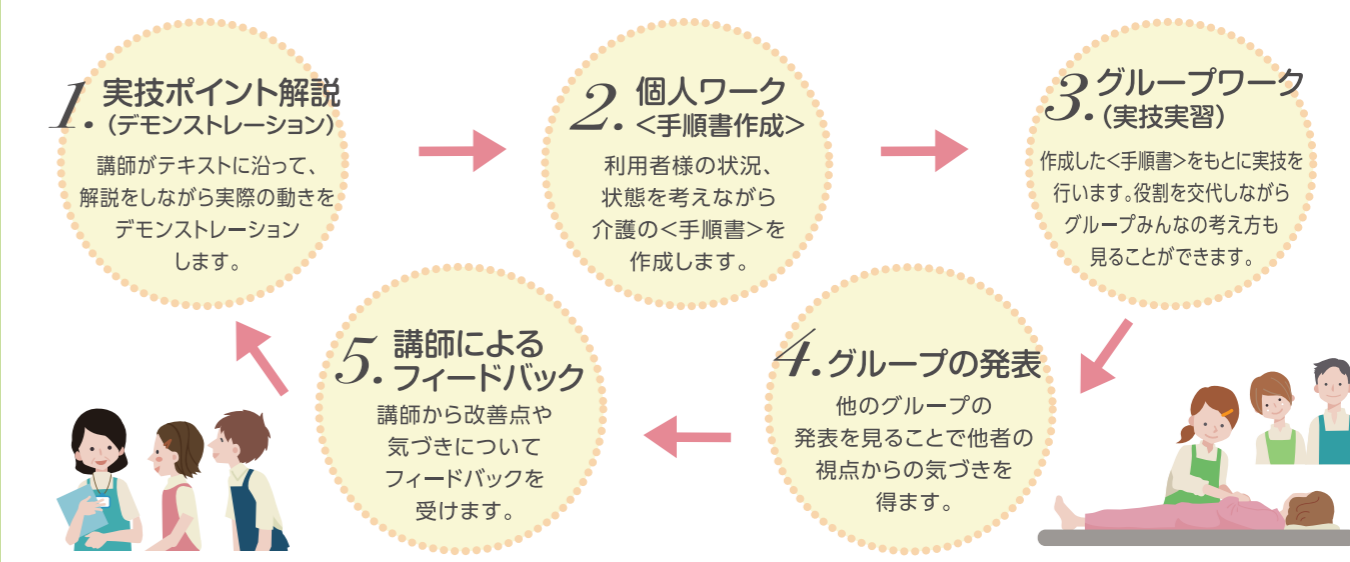 1. 実技ポイント解説
（デモンストレーション）
講師がテキストに沿って、
解説をしながら実際の動きを
デモンストレーション
します。
2. 個人ワーク
<手順書作成>
利用者様の状況、
状態を考えながら
介護の<手順書>を
作成します。
3. グループワーク
（実技実習）
作成した<手順書>をもとに実技を
行います。役割を交代しながら
グループみんなの考え方も
見ることができます。
4. グループの発表
他のグループの
発表を見ることで他者の
視点からの気づきを
得ます。
5. 講師による
フィードバック
講師から改善点や
気づきについて
フィードバックを
受けます。